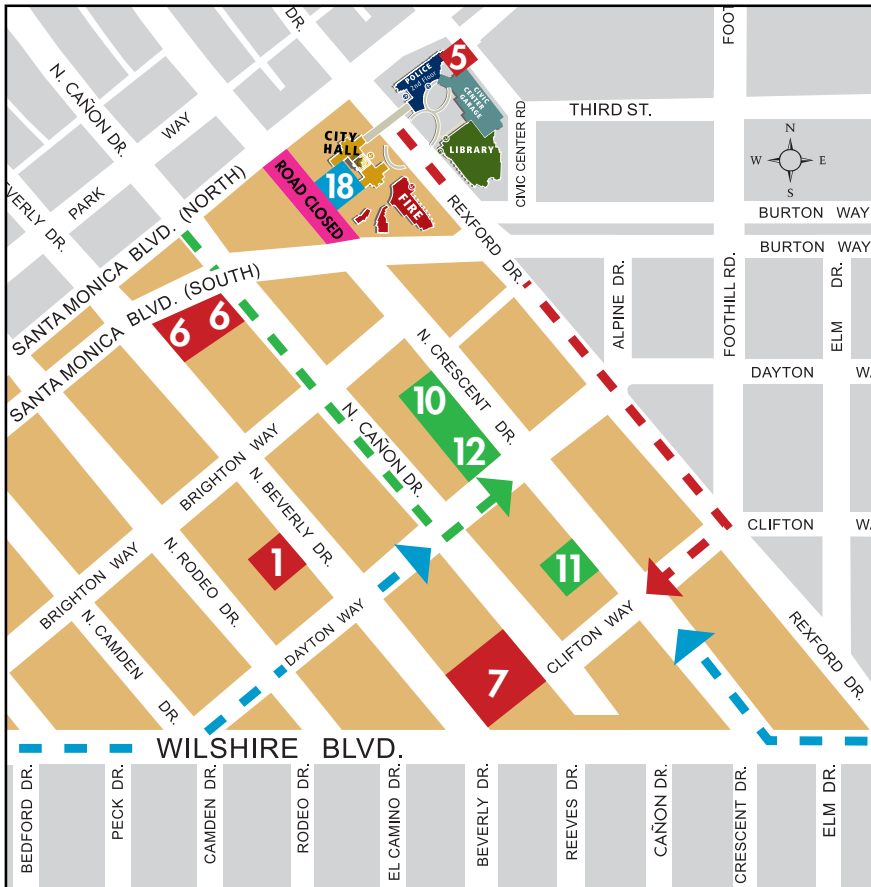 DR.
DR.
FOOT
N. CAÑON DR.
WAY
PARK
EVERLY DR.
5
POLICE
2nd Floor
CIVIC
CENTER
GARAGE
LIBRARY
CITY
HALL
18
FIRE
ROAD CLOSED
CIVIC CENTER RD
THIRD ST.
N
W E
S
BURTON WAY
BURTON WAY
SANTA MONICA BLVD. (NORTH)
SANTA MONICA BLVD. (SOUTH)
REXFORD DR.
ALPINE DR.
FOOTHILL RD.
ELM DR.
6 6
N. CRESCENT DR.
DAYTON WA
10
12
N. CAÑON DR.
BRIGHTON WAY
N. BEVERLY DR.
1
11
CLIFTON WA
BRIGHTON WAY
N. RODEO DR.
N. CAMDEN DR.
DAYTON WAY
CLIFTON WAY
7
REXFORD DR.
WILSHIRE BLVD.
BEDFORD DR.
PECK DR.
CAMDEN DR.
RODEO DR.
EL CAMINO DR.
BEVERLY DR.
REEVES DR.
CAÑON DR.
CRESCENT DR.
ELM DR.